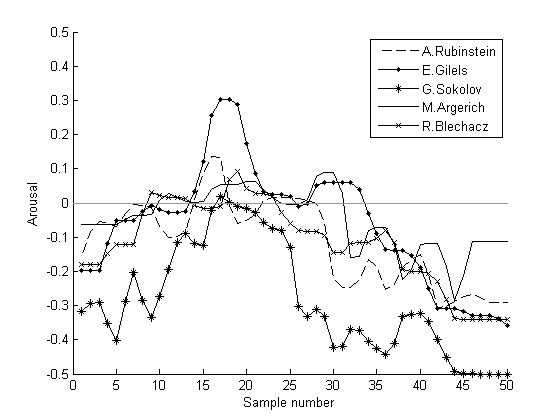 0.5
0.4
0.3
0.2
0.1
0
-0.1
-0.2
-0.3
-0.4
-0.5
Arousal
A.Rubinstein
E.Gilels
G.Sokolov
M.Argerich
R.Blechacz
0 5 10 15 20 25 30 35 40 45 50
Sample number